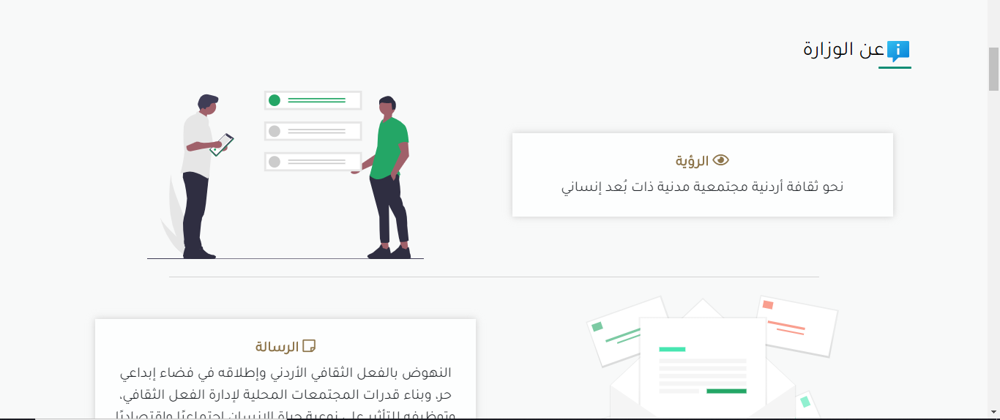 عن الوزارة
الرؤية
نحو ثقافة أردنية مجتمعية مدنية ذات بُعد إنساني
الرسالة
النهوض بالفعل الثقافي الأردني وإطلاقه في فضاء إبداعي
حر، وبناء قدرات المجتمعات المحلية لإدارة الفعل الثقافي،
وتوظيفه للتأثير على نوعية حياة الإنسان اجتماعيًا واقتصاديًا